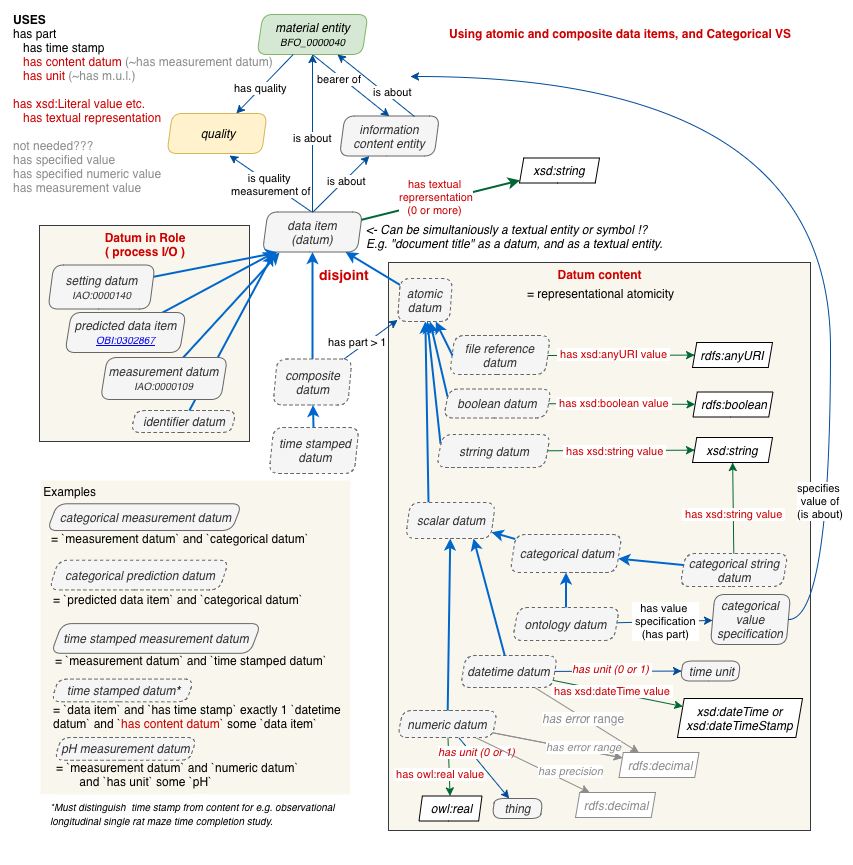 USES
has part
has time stamp
has content datum (~has measurement datum)
has unit (~has m.u.l.)
has xsd:Literal value etc.
has textual representation
not needed???
has specified value
has specified numeric value
has measurement value
material entity
BFO_0000040
Using atomic and composite data items, and Categorical VS
has quality
bearer of
is about
quality
is about
information
content entity
is quality
measurement of
is about
has textual
reprersentation
(0 or more)
xsd:string
data item
(datum)
<- Can be simultaniously a textual entity or symbol !?
E.g. "document title" as a datum, and as a textual entity.
Datum in Role
( process I/O )
setting datum
IAO:0000140
predicted data item
OBI:0302867
measurement datum
IAO:0000109
identifier datum
disjoint
has part > 1
composite
datum
time stamped
datum
Datum content
= representational atomicity
atomic
datum
file reference
datum
has xsd:anyURI value
rdfs:anyURI
boolean datum
has xsd:boolean value
rdfs:boolean
strring datum
has xsd:string value
xsd:string
specifies
value of
(is about)
has xsd:string value
scalar datum
categorical datum
categorical string
datum
ontology datum
has value
specification
(has part)
categorical
value
specification
datetime datum
has unit (0 or 1)
time unit
has xsd:dateTime value
xsd:dateTime or
xsd:dateTimeStamp
numeric datum
has error range
has error range
has unit (0 or 1)
has precision
rdfs:decimal
has owl:real value
owl:real
thing
rdfs:decimal
Examples
categorical measurement datum
= `measurement datum` and `categorical datum`
categorical prediction datum
= `predicted data item` and `categorical datum`
time stamped measurement datum
= `measurement datum` and `time stamped datum`
time stamped datum*
= `data item` and `has time stamp` exactly 1 `datetime
datum` and `has content datum` some `data item`
pH measurement datum
= `measurement datum` and `numeric datum`
and `has unit` some `pH`
*Must distinguish time stamp from content for e.g. observational
longitudinal single rat maze time completion study.